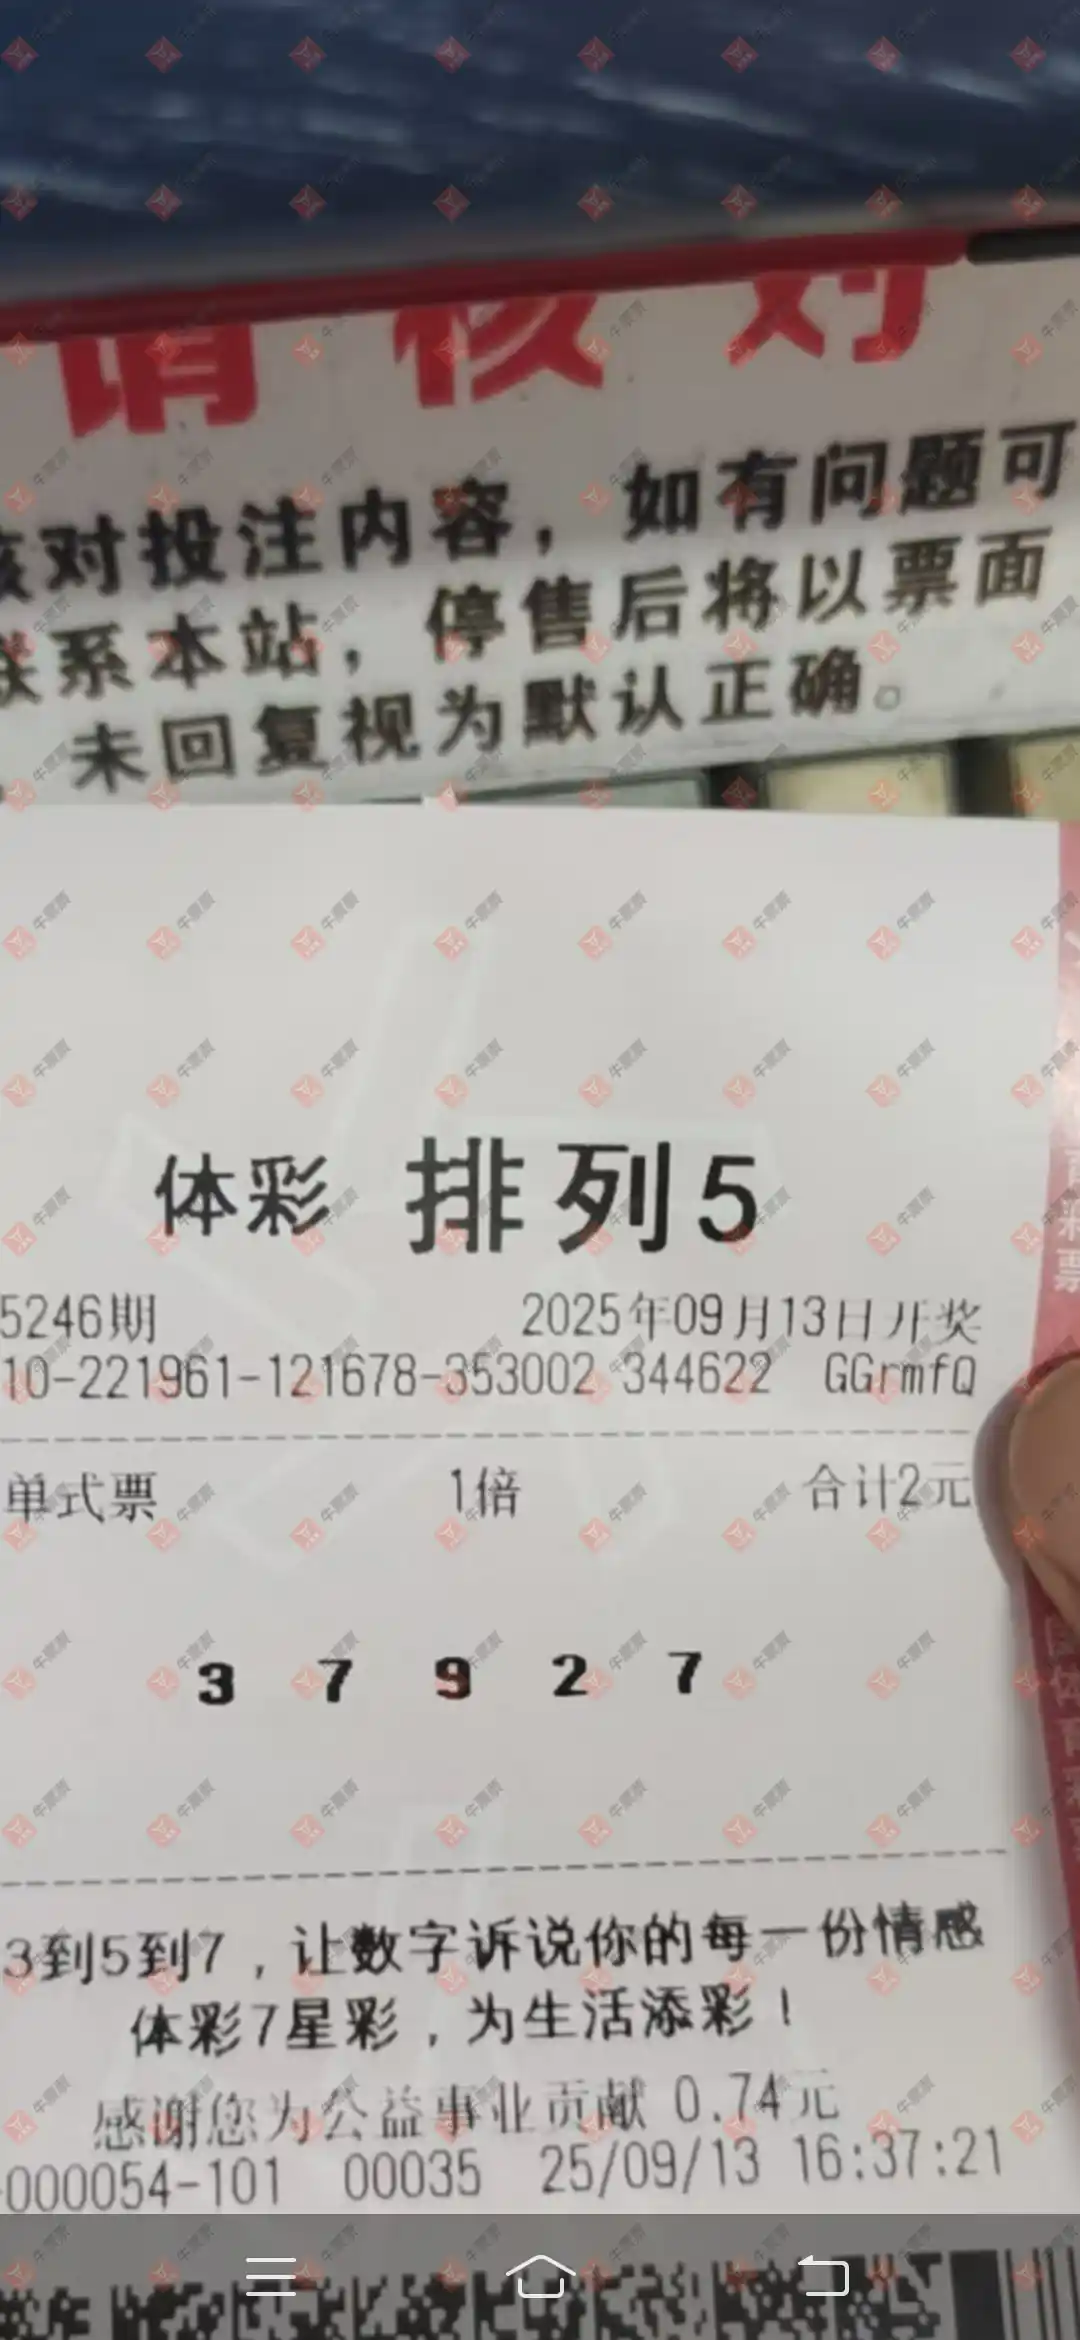 请核对
核对投注内容，如有问题可
联系本站，停售后将以票面
，未回复视为默认正确。
体彩 排列5
5246期 2025年09月13日开奖
10-221961-121678-353002 344622 GGrmfQ
单式票 1倍 合计2元
3 7 9 2 7
3到5到7，让数字诉说你的每一份情感
体彩7星彩，为生活添彩！
感谢您为公益事业贡献 0.74元
-000054-101 00035 25/09/13 16:37:21
牛票票